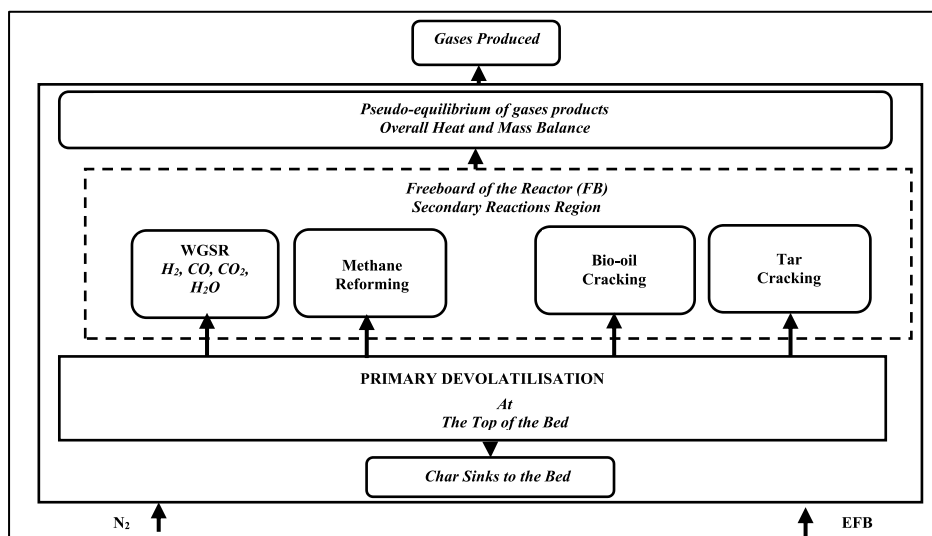 Gases Produced
Pseudo-equilibrium of gases products
Overall Heat and Mass Balance
Freeboard of the Reactor (FB)
Secondary Reactions Region
WGSR
H₂, CO, CO₂,
H₂O
Methane
Reforming
Bio-oil
Cracking
Tar
Cracking
PRIMARY DEVOLATILISATION
At
The Top of the Bed
Char Sinks to the Bed
N₂
EFB